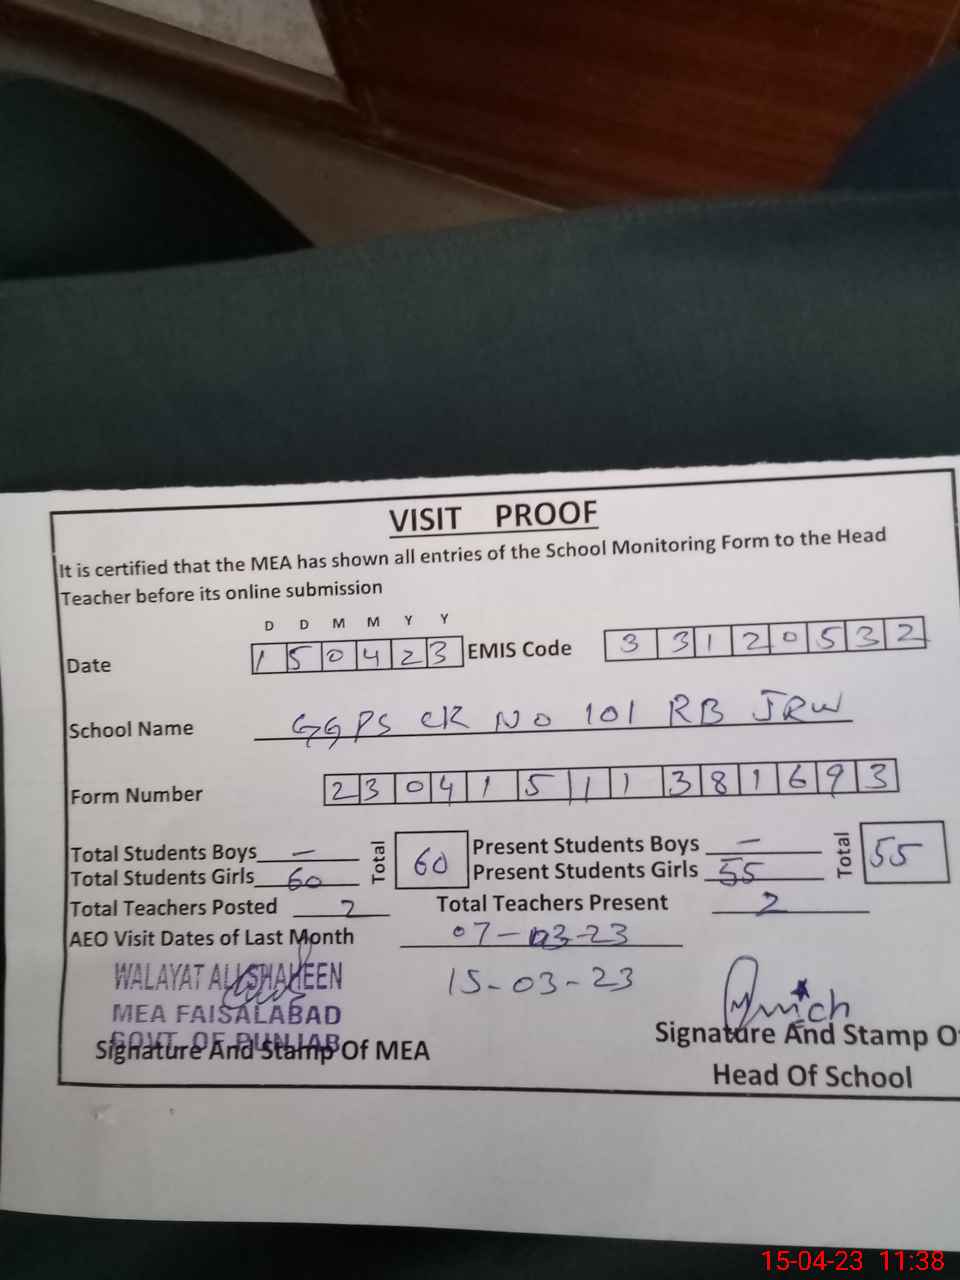 VISIT PROOF
It is certified that the MEA has shown all entries of the School Monitoring Form to the Head
Teacher before its online submission
D D M M Y Y
Date 1 5 0 4 2 3 EMIS Code 3 3 1 2 0 5 3 2
School Name GGPS CK NO 101 RB JRW
Form Number 2 3 0 4 1 5 1 1 3 8 1 6 9 3
Total Students Boys — Total 60 Present Students Boys — Total 55
Total Students Girls 60 Present Students Girls 55
Total Teachers Posted 2 Total Teachers Present 2
AEO Visit Dates of Last Month 07-03-23
15-03-23
WALAYAT ALI SHAHEEN
MEA FAISALABAD
GOVT. OF PUNJAB
Signature And Stamp Of MEA
Signature And Stamp O
Head Of School
15-04-23 11:38